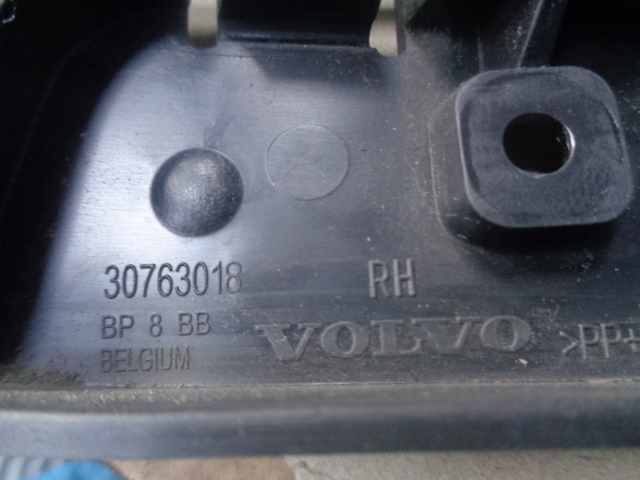 30763018 RH
BP 8 BB VOLVO >PP+
BELGIUM